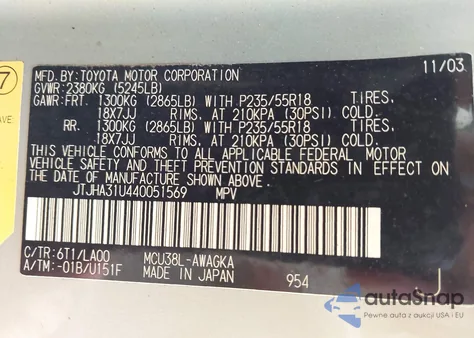 7
AVE:
MFD. BY: TOYOTA MOTOR CORPORATION 11/03
GVWR: 2380KG (5245LB)
GAWR: FRT. 1300KG (2865LB) WITH P235/55R18 TIRES,
18X7JJ RIMS, AT 210KPA (30PSI) COLD.
RR. 1300KG (2865LB) WITH P235/55R18 TIRES,
18X7JJ RIMS, AT 210KPA (30PSI) COLD.
THIS VEHICLE CONFORMS TO ALL APPLICABLE FEDERAL MOTOR
VEHICLE SAFETY AND THEFT PREVENTION STANDARDS IN EFFECT ON
THE DATE OF MANUFACTURE SHOWN ABOVE.
JTJHA31U440051569 MPV
C/TR: 6T1/LA00 MCU38L-AWAGKA
A/TM: -01B/U151F MADE IN JAPAN 954 J
autoSnap
Pewne auta z aukcji USA i EU